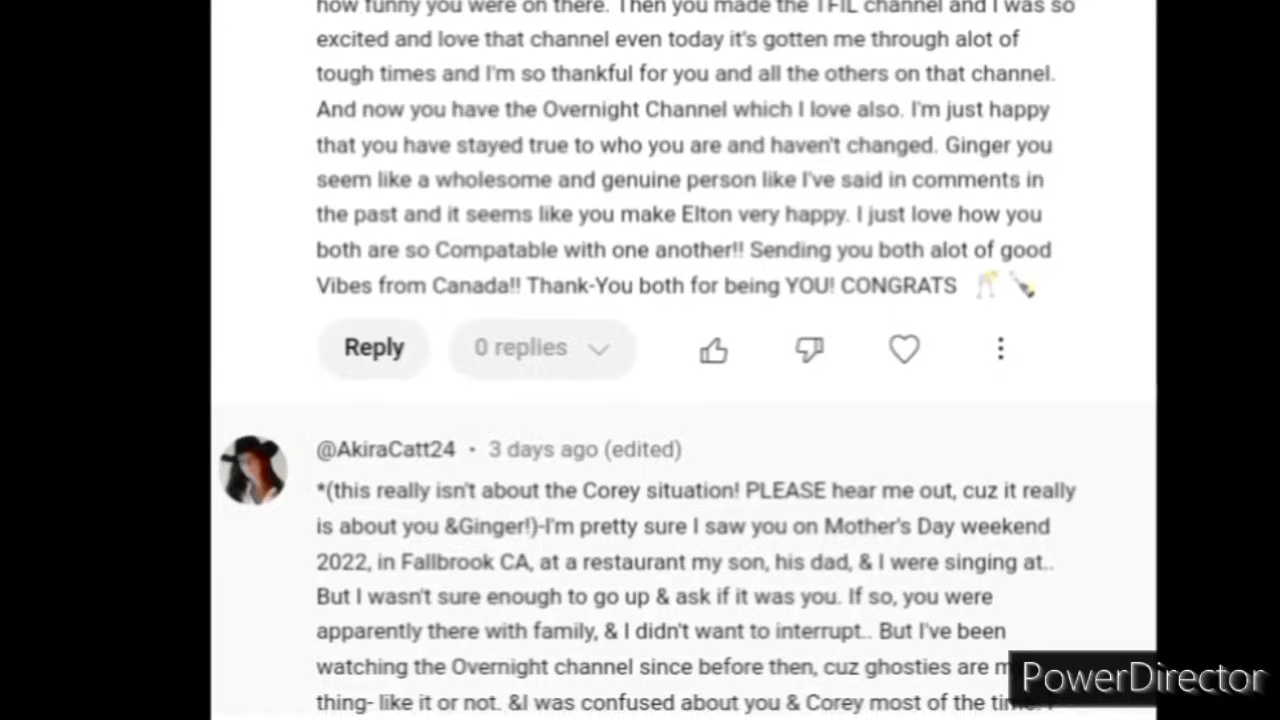 how funny you were on there. Then you made the TFIL channel and I was so
excited and love that channel even today it's gotten me through alot of
tough times and I'm so thankful for you and all the others on that channel.
And now you have the Overnight Channel which I love also. I'm just happy
that you have stayed true to who you are and haven't changed. Ginger you
seem like a wholesome and genuine person like I've said in comments in
the past and it seems like you make Elton very happy. I just love how you
both are so Compatable with one another!! Sending you both alot of good
Vibes from Canada!! Thank-You both for being YOU! CONGRATS
Reply 0 replies
@AkiraCatt24 • 3 days ago (edited)
*(this really isn't about the Corey situation! PLEASE hear me out, cuz it really
is about you &Ginger!)-I'm pretty sure I saw you on Mother's Day weekend
2022, in Fallbrook CA, at a restaurant my son, his dad, & I were singing at..
But I wasn't sure enough to go up & ask if it was you. If so, you were
apparently there with family, & I didn't want to interrupt.. But I've been
watching the Overnight channel since before then, cuz ghosties are
thing- like it or not. &I was confused about you & Corey most of the
PowerDirector